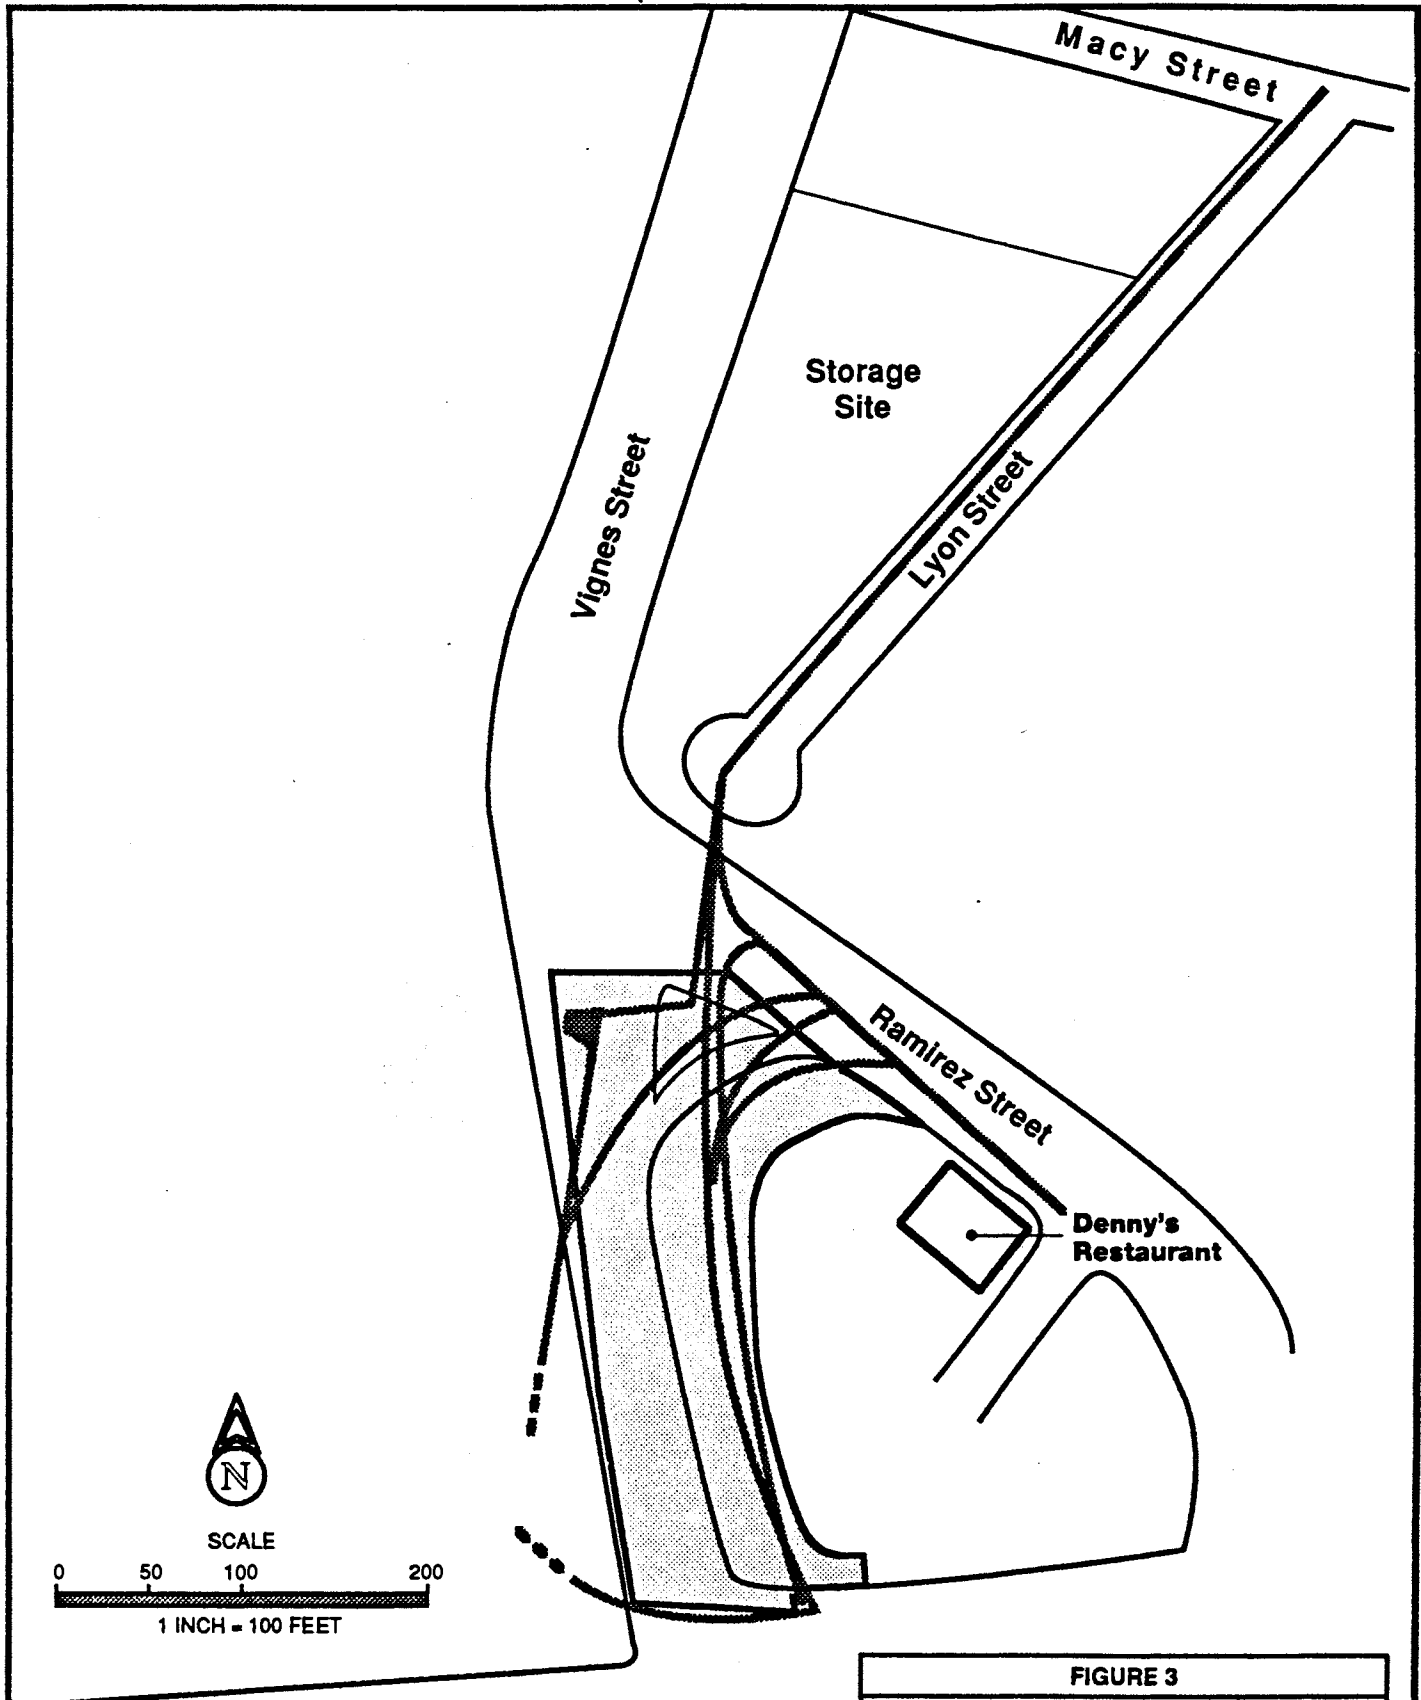 Macy Street
Storage
Site
Vignes Street
Lyon Street
Ramirez Street
Denny's
Restaurant
N
SCALE
0 50 100 200
1 INCH = 100 FEET
FIGURE 3